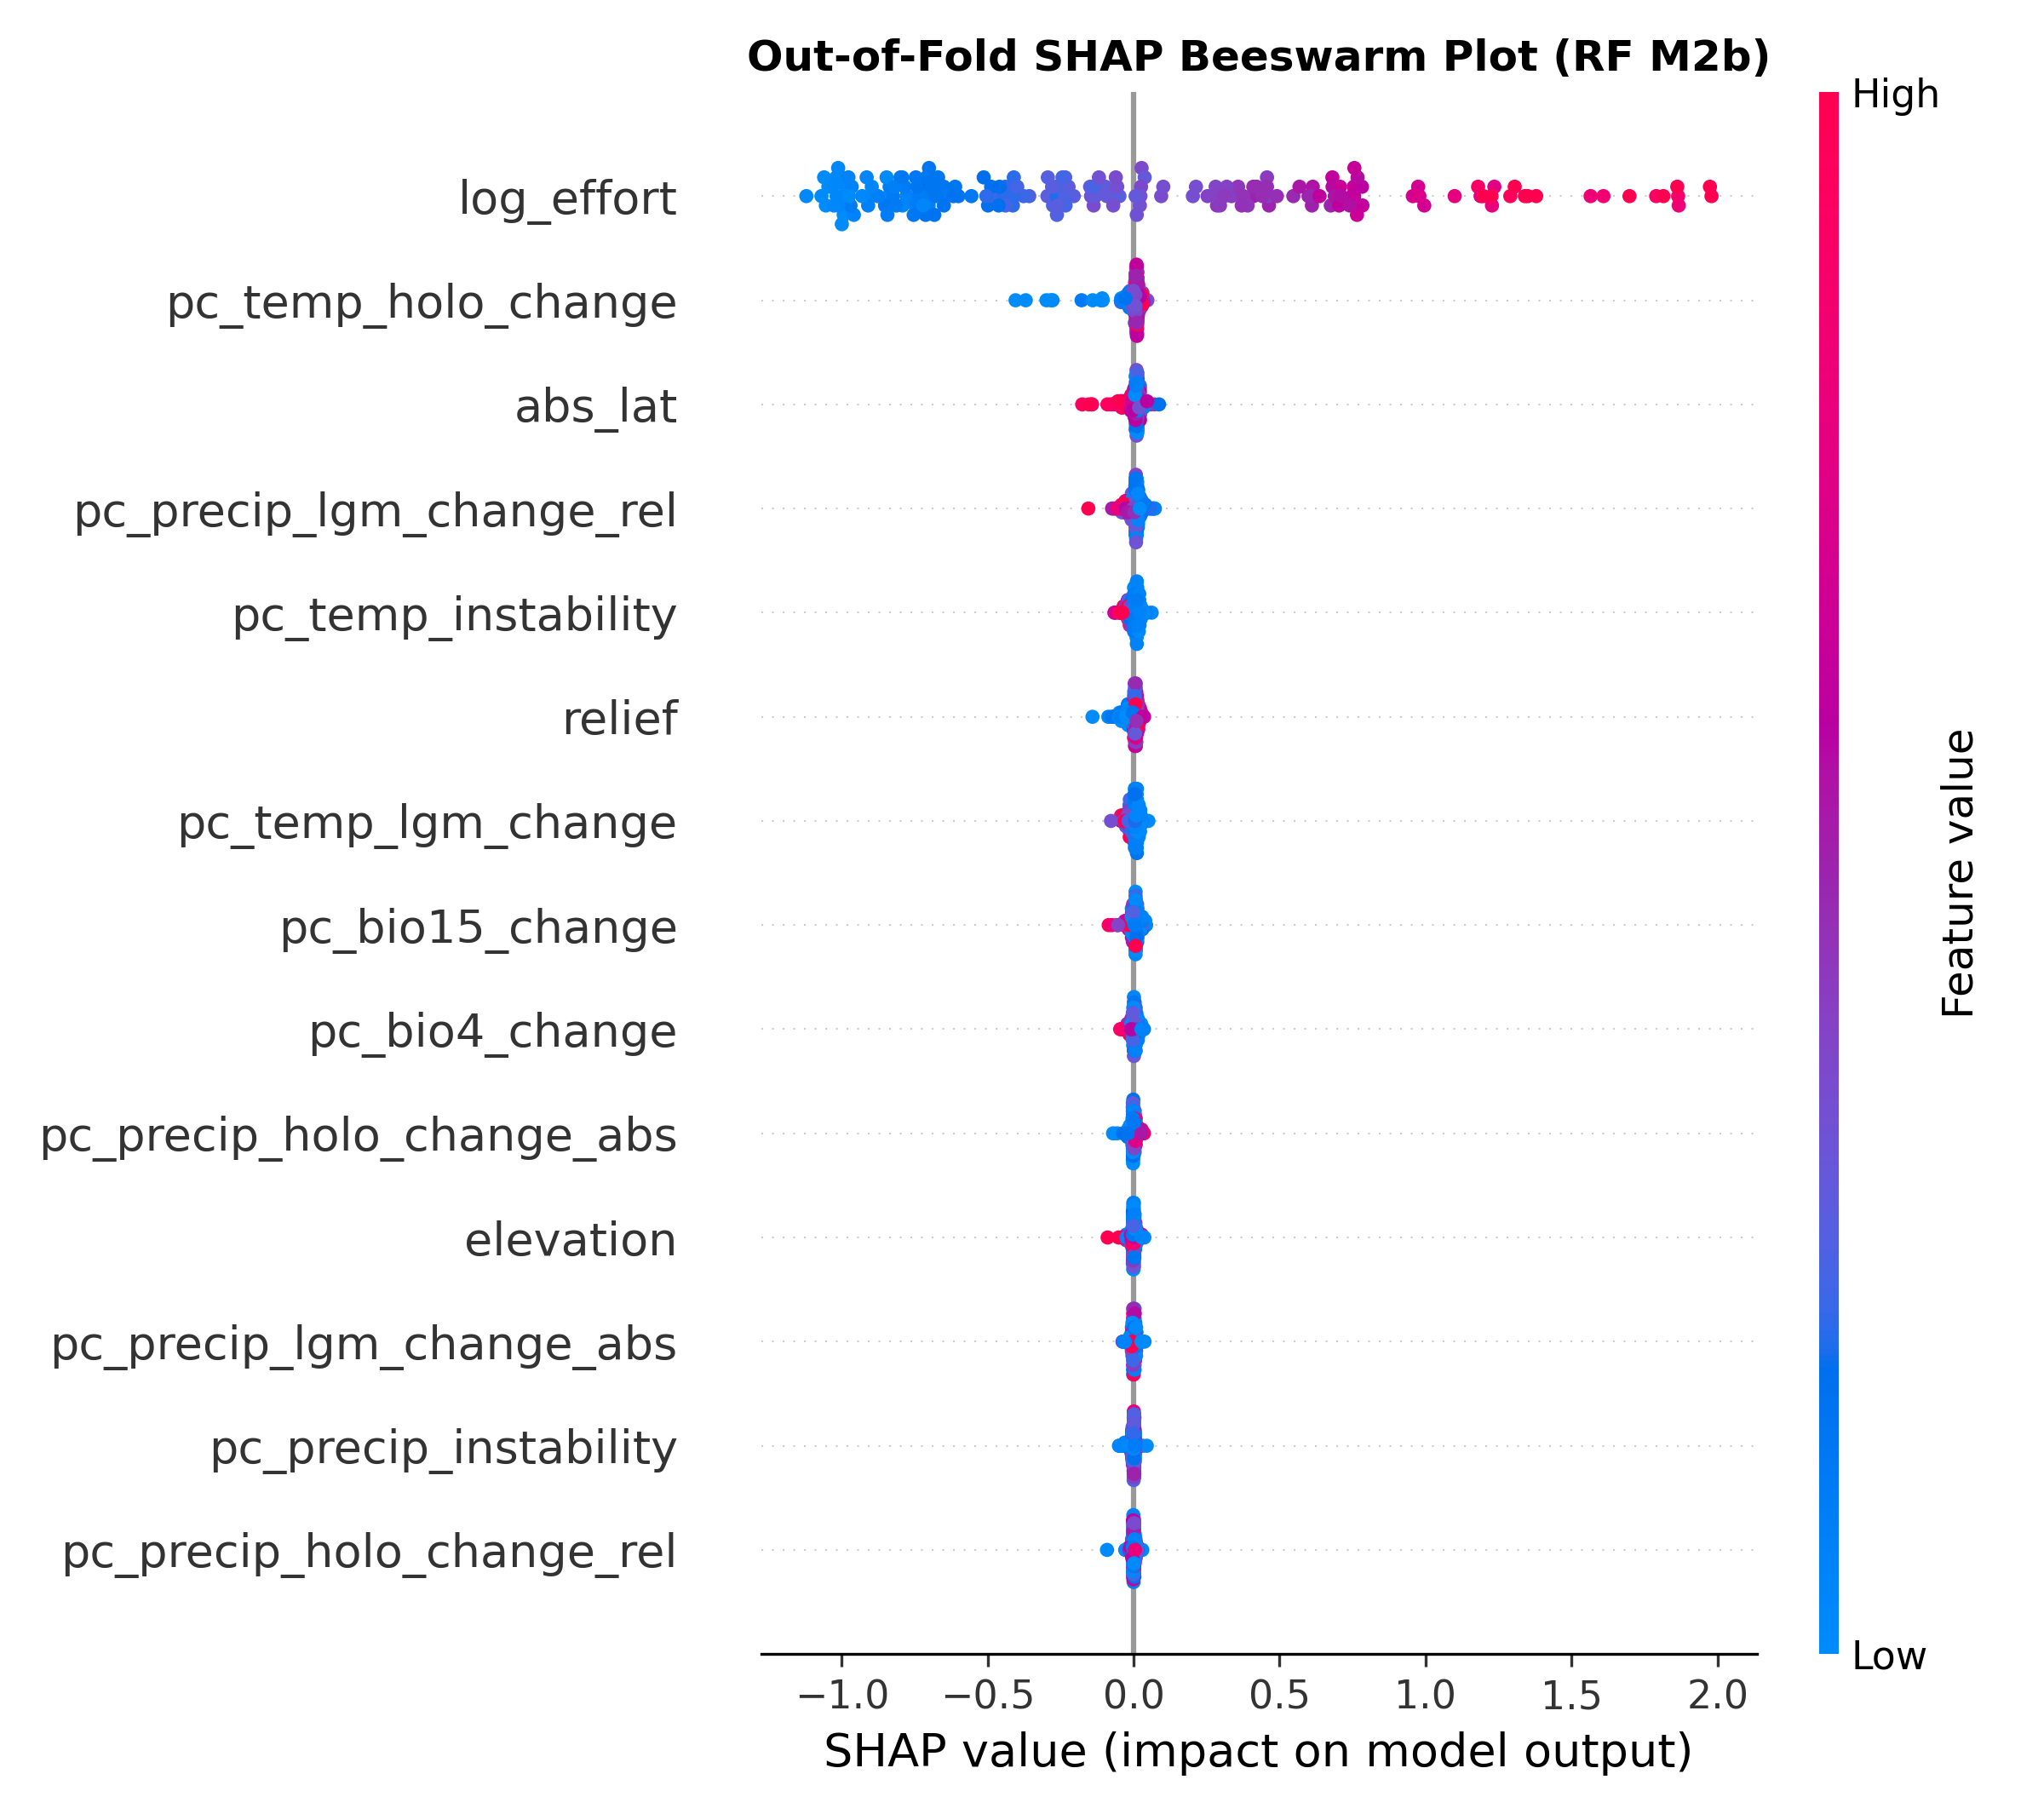 Out-of-Fold SHAP Beeswarm Plot (RF M2b)
High
log_effort
pc_temp_holo_change
abs_lat
pc_precip_lgm_change_rel
pc_temp_instability
relief
pc_temp_lgm_change
pc_bio15_change
pc_bio4_change
pc_precip_holo_change_abs
elevation
pc_precip_lgm_change_abs
pc_precip_instability
pc_precip_holo_change_rel
Feature value
Low
−1.0 −0.5 0.0 0.5 1.0 1.5 2.0
SHAP value (impact on model output)